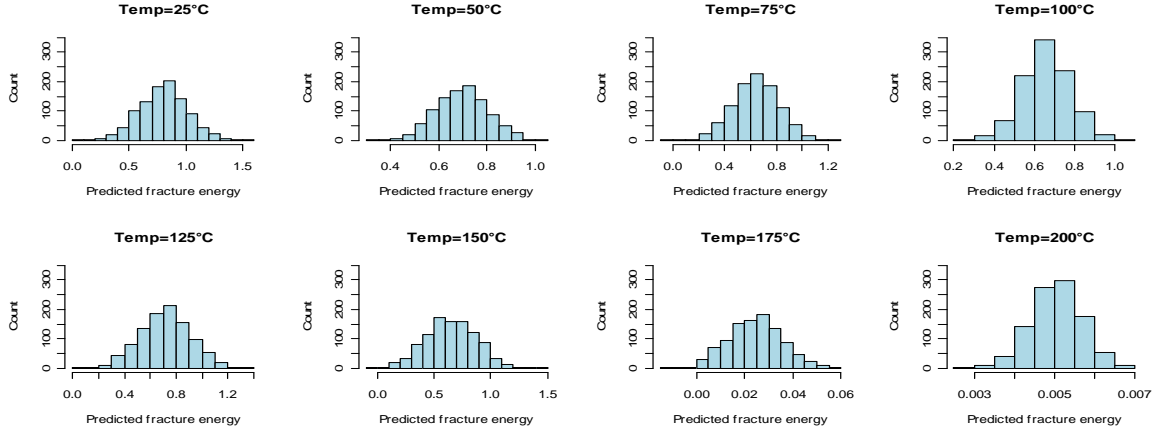 Temp=25°C Temp=50°C Temp=75°C Temp=100°C
Count 0 100 200 300 Count 0 100 200 300 Count 0 100 200 300 Count 0 100 200 300
0.0 0.5 1.0 1.5 0.4 0.6 0.8 1.0 0.0 0.4 0.8 1.2 0.2 0.4 0.6 0.8 1.0
Predicted fracture energy Predicted fracture energy Predicted fracture energy Predicted fracture energy
Temp=125°C Temp=150°C Temp=175°C Temp=200°C
Count 0 100 200 300 Count 0 100 200 300 Count 0 100 200 300 Count 0 100 200 300
0.0 0.4 0.8 1.2 0.0 0.5 1.0 1.5 0.00 0.02 0.04 0.06 0.003 0.005 0.007
Predicted fracture energy Predicted fracture energy Predicted fracture energy Predicted fracture energy